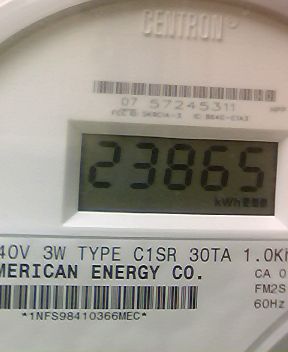 CENTRON
07 57245311
23865
kWh
40V 3W TYPE C1SR 30TA 1.0K
MERICAN ENERGY CO.
CA 0
FM2S
60Hz
*1NFS98410366MEC*